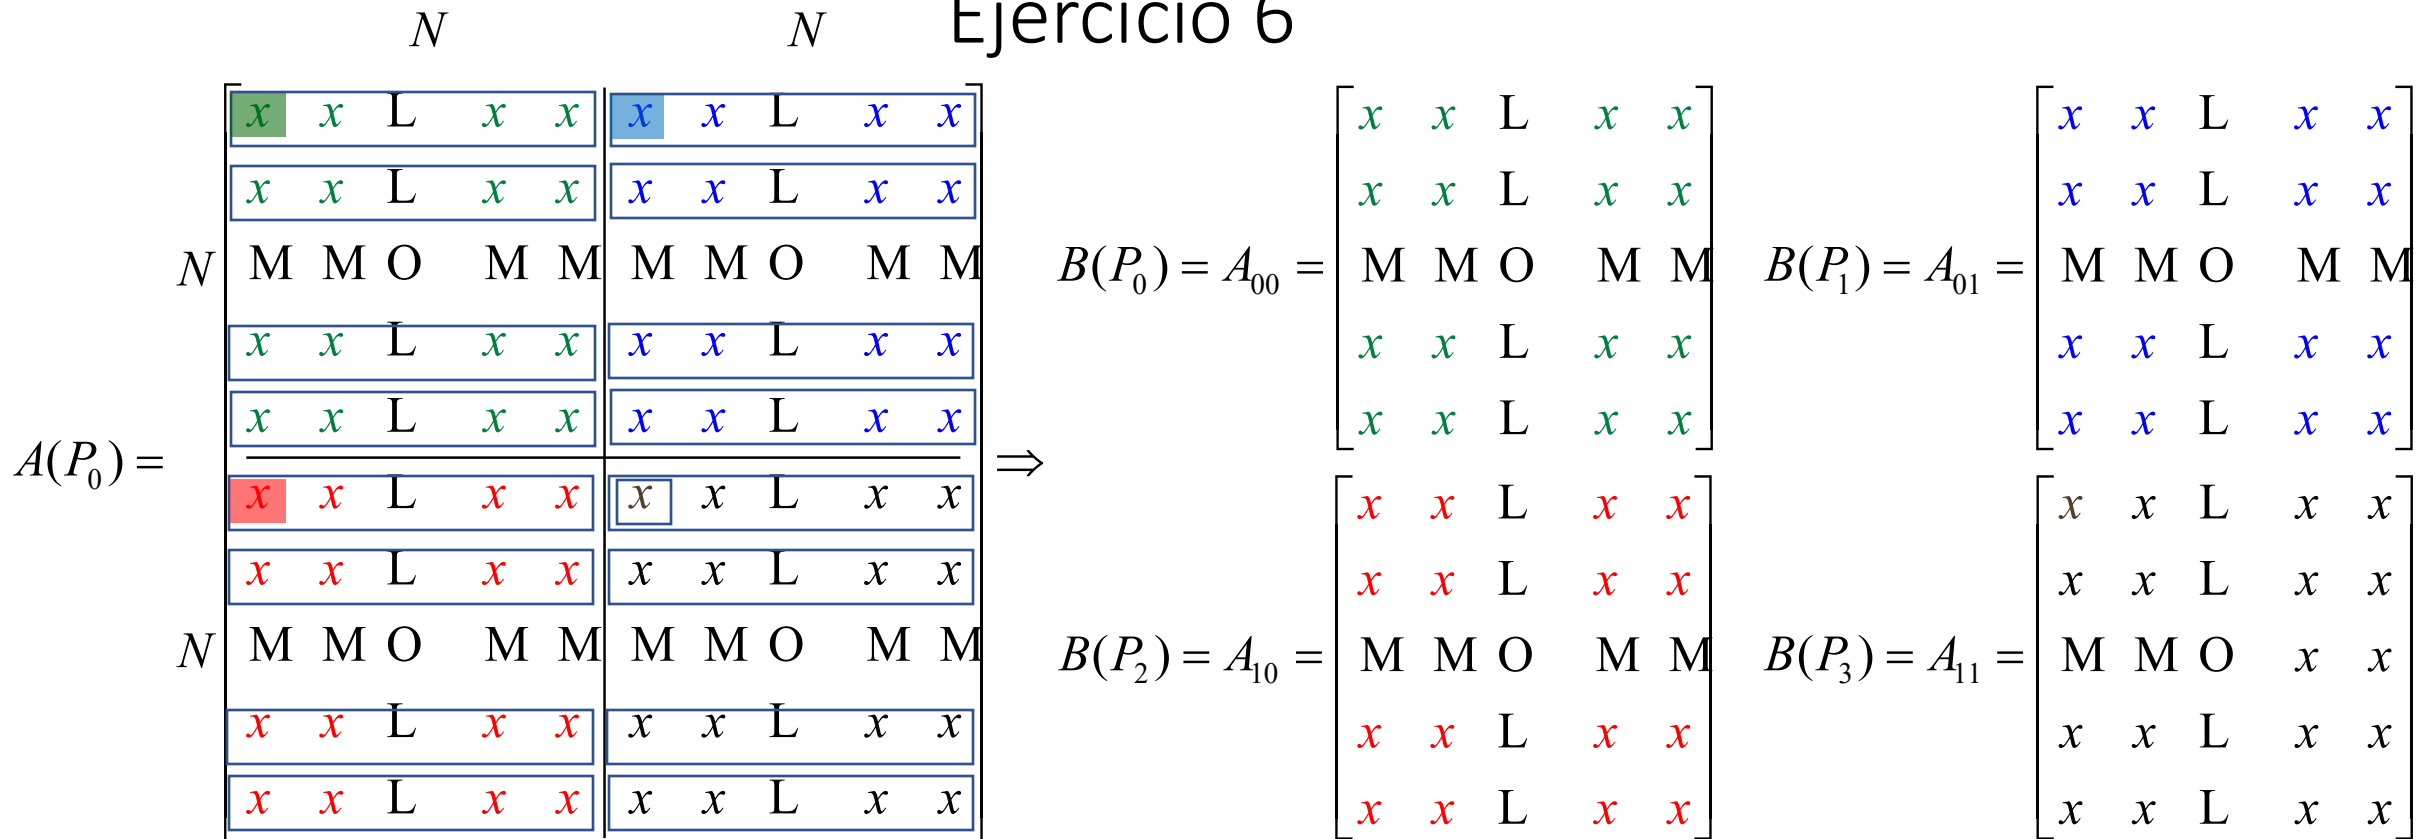 Ejercicio 6
N N
x x L x x x x L x x
x x L x x x x L x x
N M M O M M M M O M M
x x L x x x x L x x
x x L x x x x L x x
A(P0) =
x x L x x x x L x x
x x L x x x x L x x
N M M O M M M M O M M
x x L x x x x L x x
x x L x x x x L x x
⇒
x x L x x
x x L x x
B(P0) = A00 = M M O M M
x x L x x
x x L x x
x x L x x
x x L x x
B(P1) = A01 = M M O M M
x x L x x
x x L x x
x x L x x
x x L x x
B(P2) = A10 = M M O M M
x x L x x
x x L x x
x x L x x
x x L x x
B(P3) = A11 = M M O x x
x x L x x
x x L x x